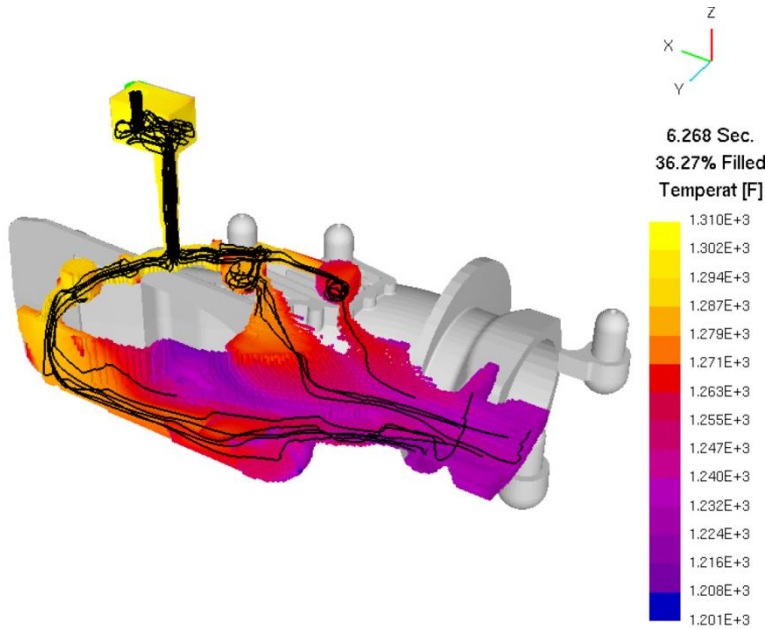 Z
X
Y
6.268 Sec.
36.27% Filled
Temperat [F]
1.310E+3
1.302E+3
1.294E+3
1.287E+3
1.279E+3
1.271E+3
1.263E+3
1.255E+3
1.247E+3
1.240E+3
1.232E+3
1.224E+3
1.216E+3
1.208E+3
1.201E+3